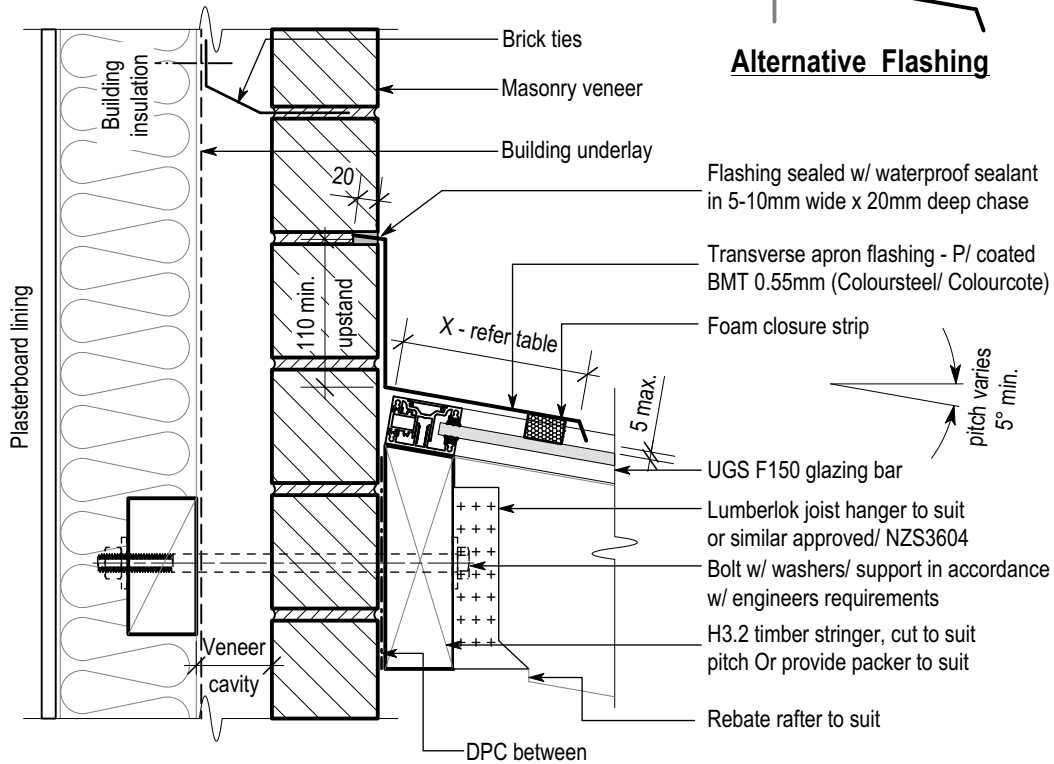 Alternative Flashing
Brick ties
Masonry veneer
Building underlay
Flashing sealed w/ waterproof sealant
in 5-10mm wide x 20mm deep chase
Transverse apron flashing - P/ coated
BMT 0.55mm (Coloursteel/ Colourcote)
Foam closure strip
UGS F150 glazing bar
Lumberlok joist hanger to suit
or similar approved/ NZS3604
Bolt w/ washers/ support in accordance
w/ engineers requirements
H3.2 timber stringer, cut to suit
pitch Or provide packer to suit
Rebate rafter to suit
DPC between
Building
insulation
Plasterboard lining
20
110 min.
upstand
X - refer table
5 max.
pitch varies
5° min.
Veneer
cavity